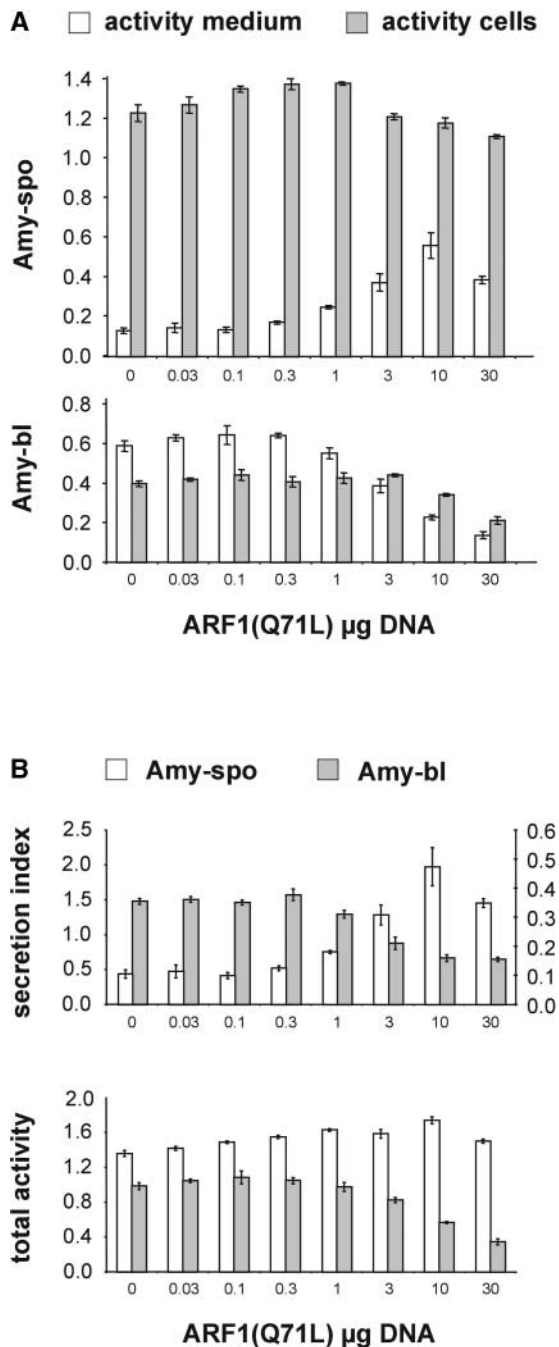 A
activity medium activity cells
Amy-spo
1.4
1.2
1.0
0.8
0.6
0.4
0.2
0.0
0 0.03 0.1 0.3 1 3 10 30
Amy-bl
0.8
0.6
0.4
0.2
0.0
0 0.03 0.1 0.3 1 3 10 30
ARF1(Q71L) µg DNA
B
Amy-spo Amy-bl
secretion index
2.5
2.0
1.5
1.0
0.5
0.0
0.6
0.5
0.4
0.3
0.2
0.1
0.0
0 0.03 0.1 0.3 1 3 10 30
total activity
2.0
1.6
1.2
0.8
0.4
0.0
0 0.03 0.1 0.3 1 3 10 30
ARF1(Q71L) µg DNA